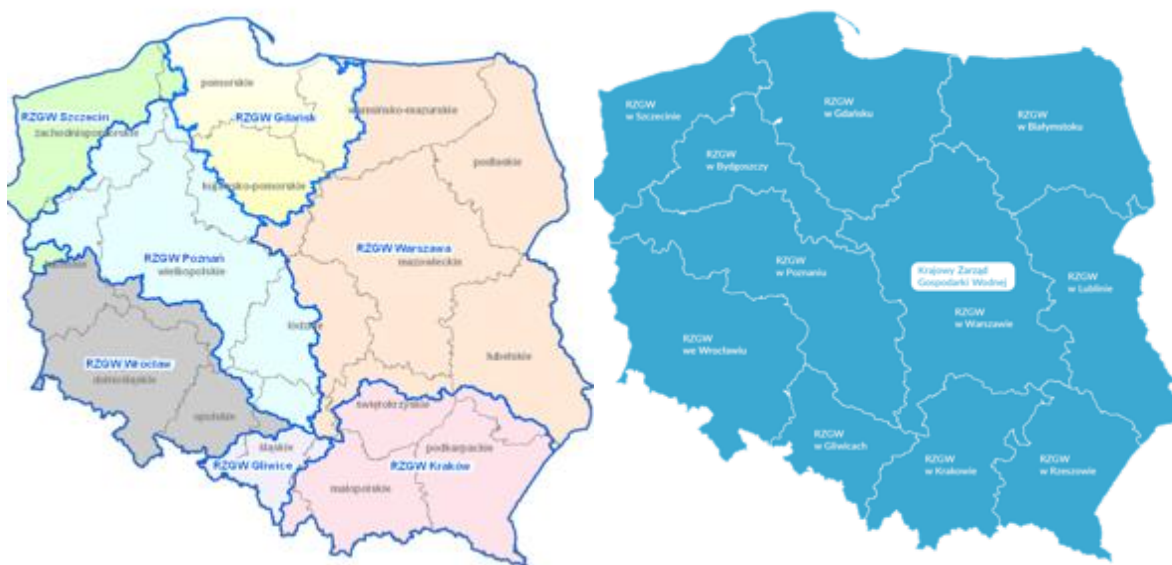 pomorskie
RZGW Szczecin
zachodniopomorskie
RZGW Gdańsk
warmińsko-mazurskie
podlaskie
kujawsko-pomorskie
RZGW Poznań
wielkopolskie
RZGW Warszawa
mazowieckie
łódzkie
RZGW Wrocław
dolnośląskie
lubelskie
opolskie
świętokrzyskie
śląskie
RZGW Gliwice
podkarpackie
RZGW Kraków
małopolskie
RZGW
w Szczecinie
RZGW
w Gdańsku
RZGW
w Białymstoku
RZGW
w Bydgoszczy
RZGW
w Poznaniu
Krajowy Zarząd
Gospodarki Wodnej
RZGW
w Lublinie
RZGW
w Warszawie
RZGW
we Wrocławiu
RZGW
w Gliwicach
RZGW
w Krakowie
RZGW
w Rzeszowie